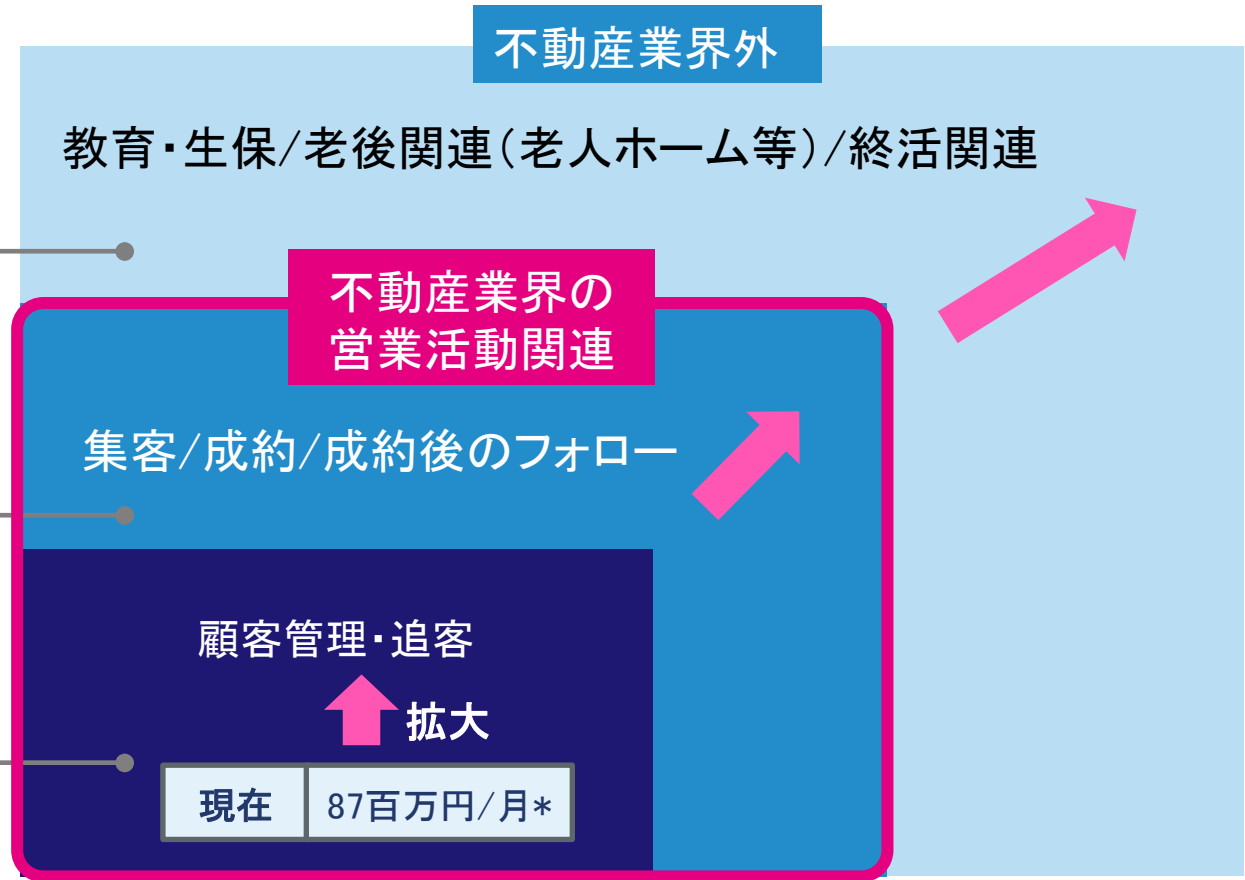 不動産業界外
教育・生保/老後関連(老人ホーム等)/終活関連
不動産業界の
営業活動関連
集客/成約/成約後のフォロー
顧客管理・追客
拡大
現在 87百万円/月*